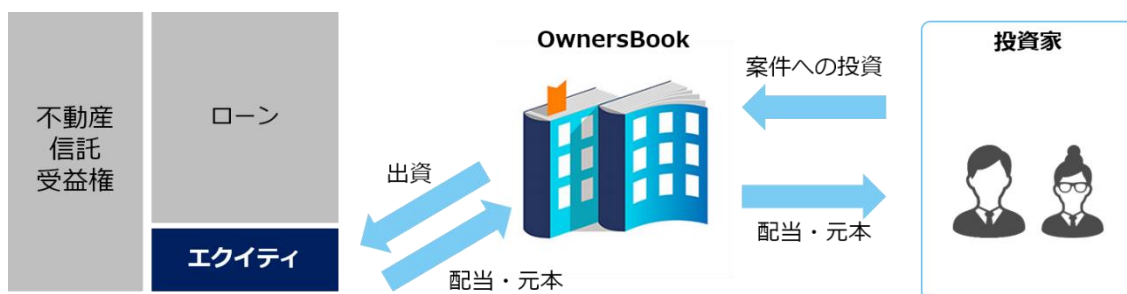 不動産
信託
受益権
ローン
エクイティ
出資
配当・元本
OwnersBook
案件への投資
配当・元本
投資家